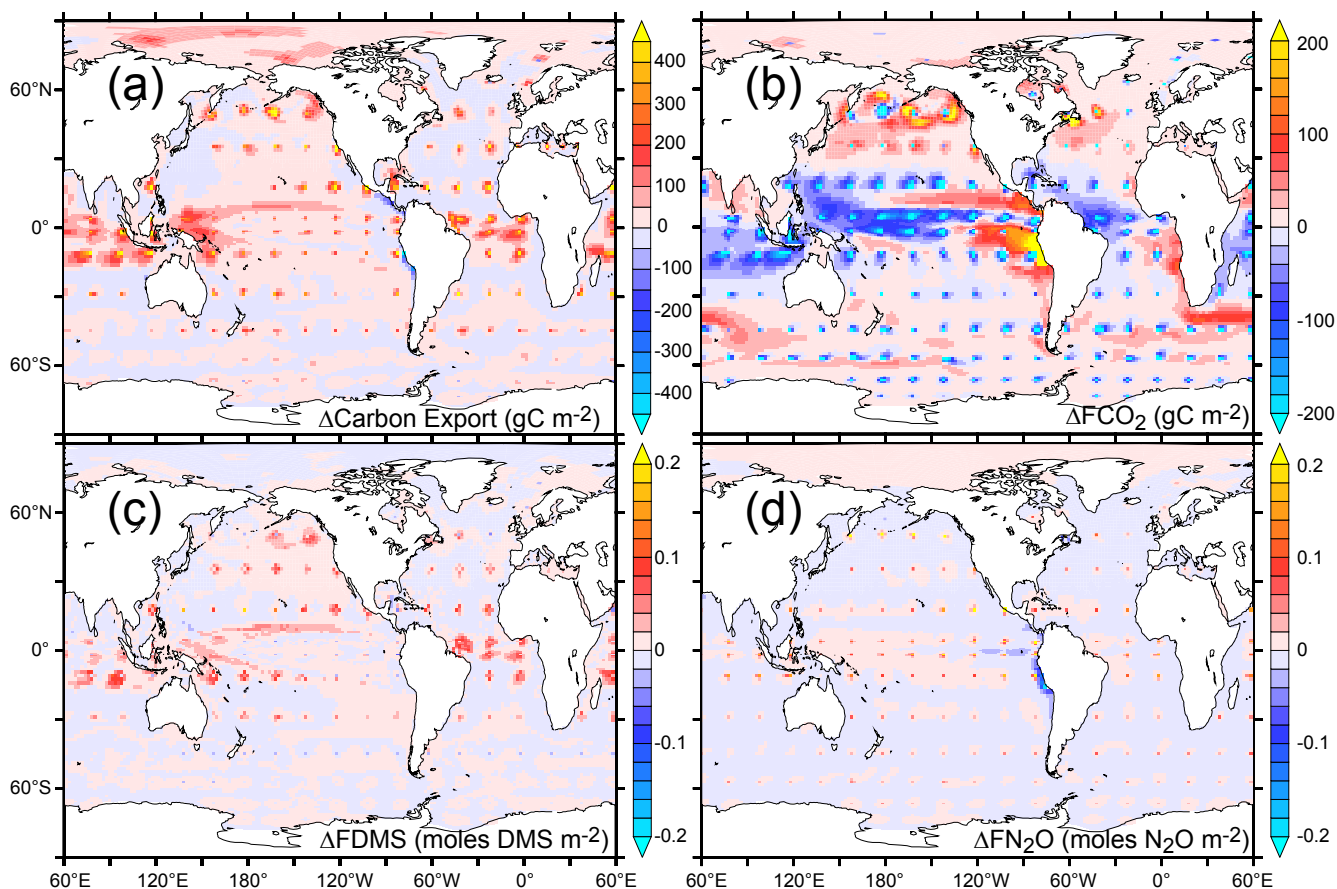 (a)
(b)
60°N
0°
60°S
400
300
200
100
0
-100
-200
-300
-400
200
100
0
-100
-200
ΔCarbon Export (gC m-2)
ΔFCO2 (gC m-2)
(c)
(d)
60°N
0°
60°S
0.2
0.1
0
-0.1
-0.2
0.2
0.1
0
-0.1
-0.2
ΔFDMS (moles DMS m-2)
ΔFN2O (moles N2O m-2)
60°E 120°E 180° 120°W 60°W 0° 60°E
60°E 120°E 180° 120°W 60°W 0° 60°E